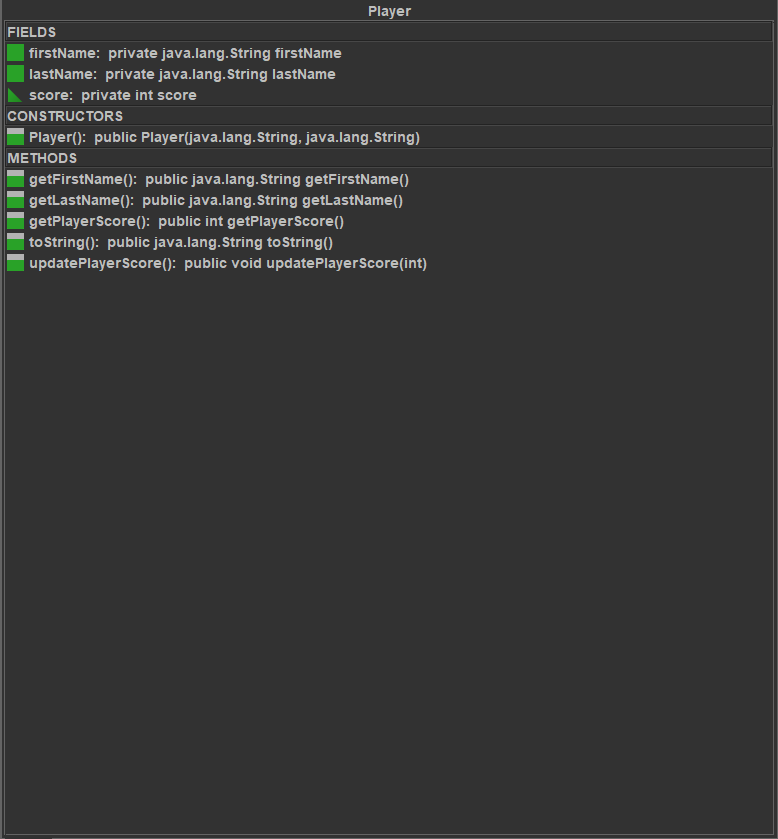 Player
FIELDS
firstName: private java.lang.String firstName
lastName: private java.lang.String lastName
score: private int score
CONSTRUCTORS
Player(): public Player(java.lang.String, java.lang.String)
METHODS
getFirstName(): public java.lang.String getFirstName()
getLastName(): public java.lang.String getLastName()
getPlayerScore(): public int getPlayerScore()
toString(): public java.lang.String toString()
updatePlayerScore(): public void updatePlayerScore(int)